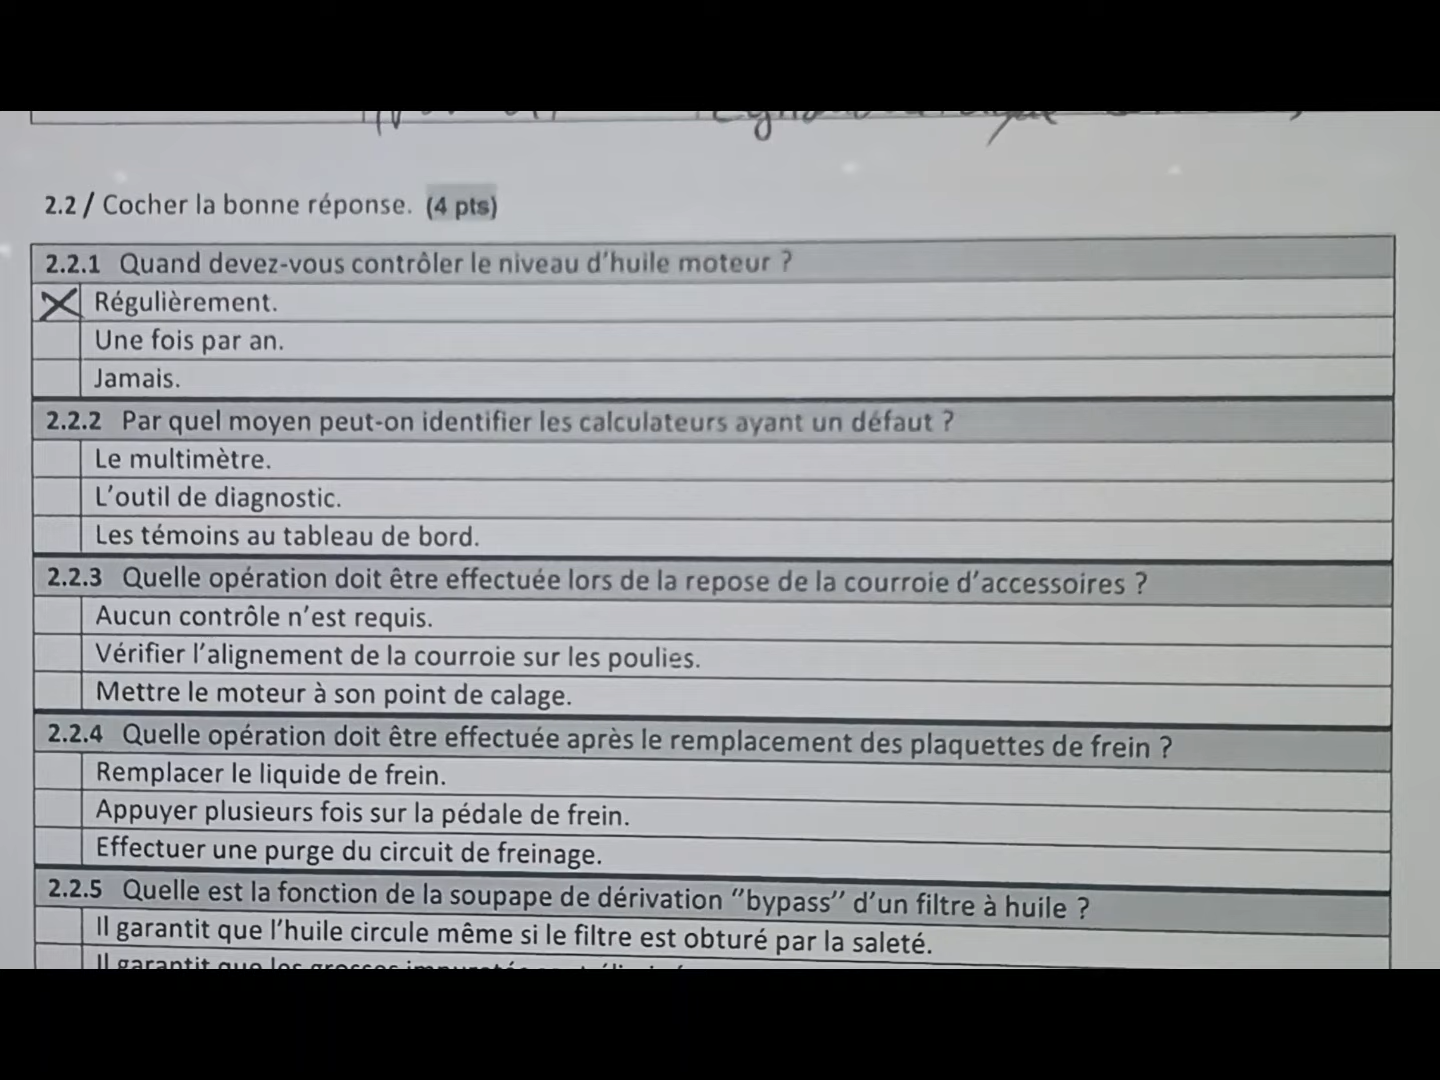 2.2 / Cocher la bonne réponse. (4 pts)
2.2.1 Quand devez-vous contrôler le niveau d'huile moteur ?
Régulièrement.
Une fois par an.
Jamais.
2.2.2 Par quel moyen peut-on identifier les calculateurs ayant un défaut ?
Le multimètre.
L'outil de diagnostic.
Les témoins au tableau de bord.
2.2.3 Quelle opération doit être effectuée lors de la repose de la courroie d'accessoires ?
Aucun contrôle n'est requis.
Vérifier l'alignement de la courroie sur les poulies.
Mettre le moteur à son point de calage.
2.2.4 Quelle opération doit être effectuée après le remplacement des plaquettes de frein ?
Remplacer le liquide de frein.
Appuyer plusieurs fois sur la pédale de frein.
Effectuer une purge du circuit de freinage.
2.2.5 Quelle est la fonction de la soupape de dérivation "bypass" d'un filtre à huile ?
Il garantit que l'huile circule même si le filtre est obturé par la saleté.
Il garantit que les grosses impuretés